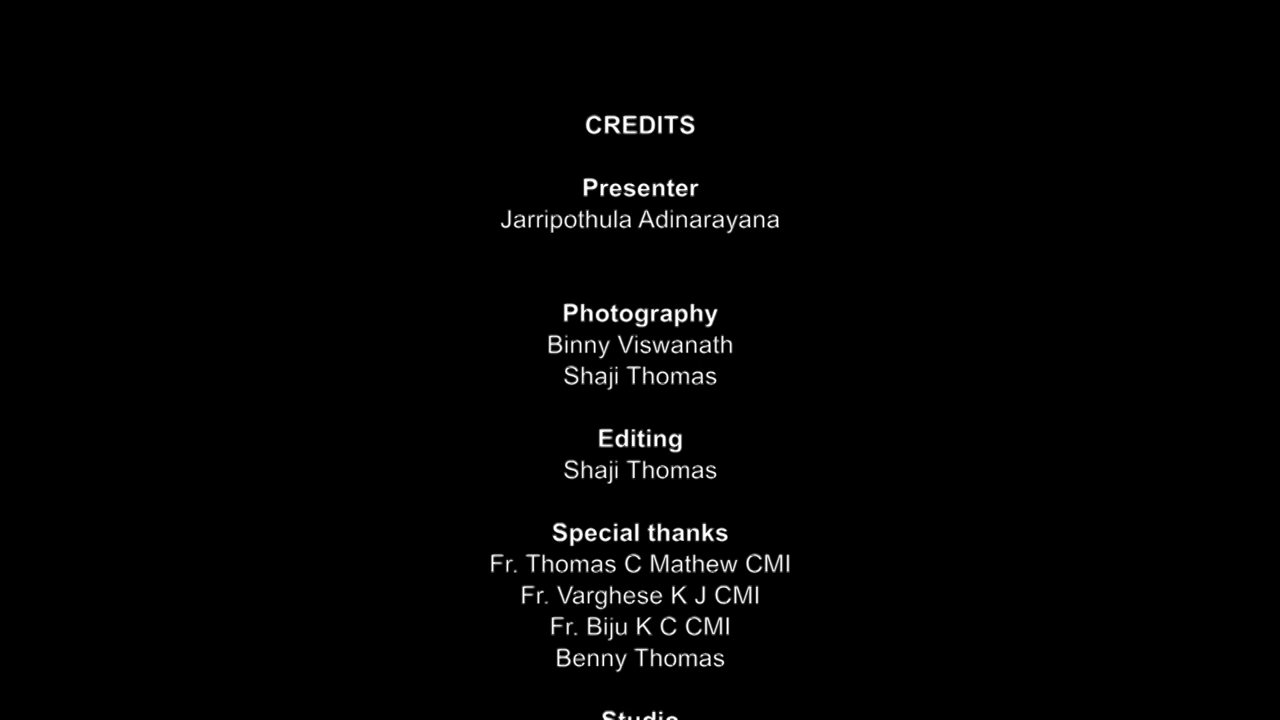 CREDITS
Presenter
Jarripothula Adinarayana
Photography
Binny Viswanath
Shaji Thomas
Editing
Shaji Thomas
Special thanks
Fr. Thomas C Mathew CMI
Fr. Varghese K J CMI
Fr. Biju K C CMI
Benny Thomas
Studio